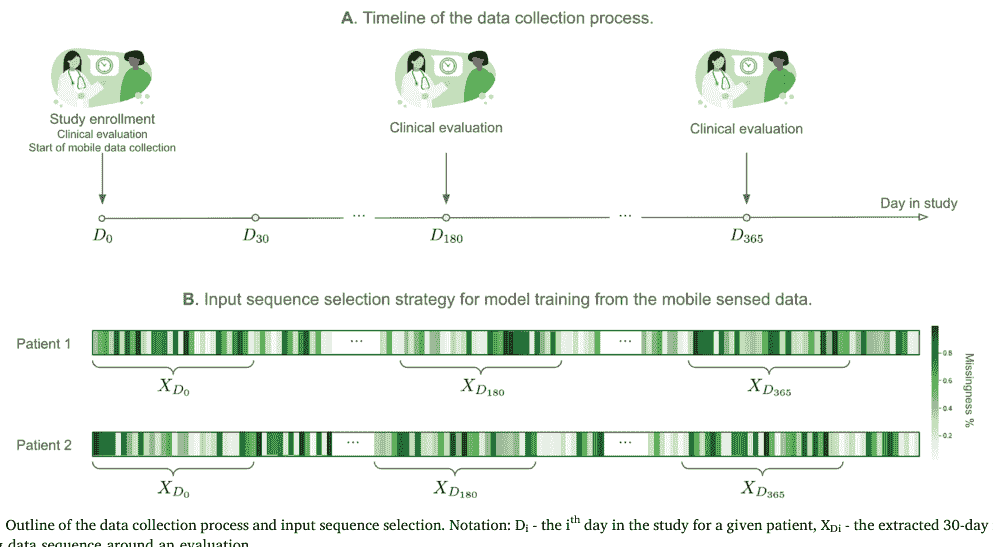 A. Timeline of the data collection process.
Study enrollment
Clinical evaluation
Start of mobile data collection
Clinical evaluation
Clinical evaluation
Day in study
... ...
D0 D30 D180 D365
B. Input sequence selection strategy for model training from the mobile sensed data.
Patient 1
... ...
XD0 XD180 XD365
Patient 2
... ...
XD0 XD180 XD365
0.8
0.6
0.4
0.2
Missingness %
Outline of the data collection process and input sequence selection. Notation: Di - the ith day in the study for a given patient, XDi - the extracted 30-day
data sequence around an evaluation